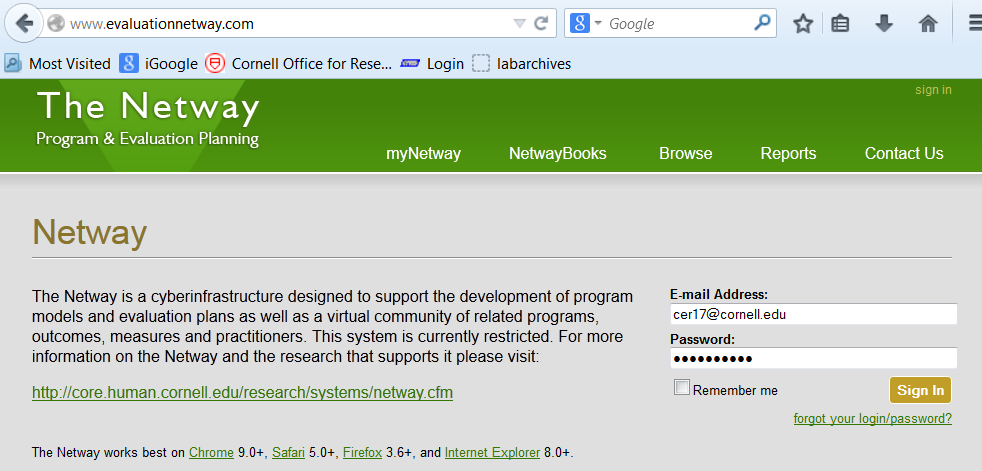 www.evaluationnetway.com
Google
Most Visited iGoogle Cornell Office for Rese... Login labarchives
sign in
The Netway
Program & Evaluation Planning
myNetway NetwayBooks Browse Reports Contact Us
Netway
The Netway is a cyberinfrastructure designed to support the development of program
models and evaluation plans as well as a virtual community of related programs,
outcomes, measures and practitioners. This system is currently restricted. For more
information on the Netway and the research that supports it please visit:
http://core.human.cornell.edu/research/systems/netway.cfm
E-mail Address:
cer17@cornell.edu
Password:
••••••••••
Remember me Sign In
forgot your login/password?
The Netway works best on Chrome 9.0+, Safari 5.0+, Firefox 3.6+, and Internet Explorer 8.0+.